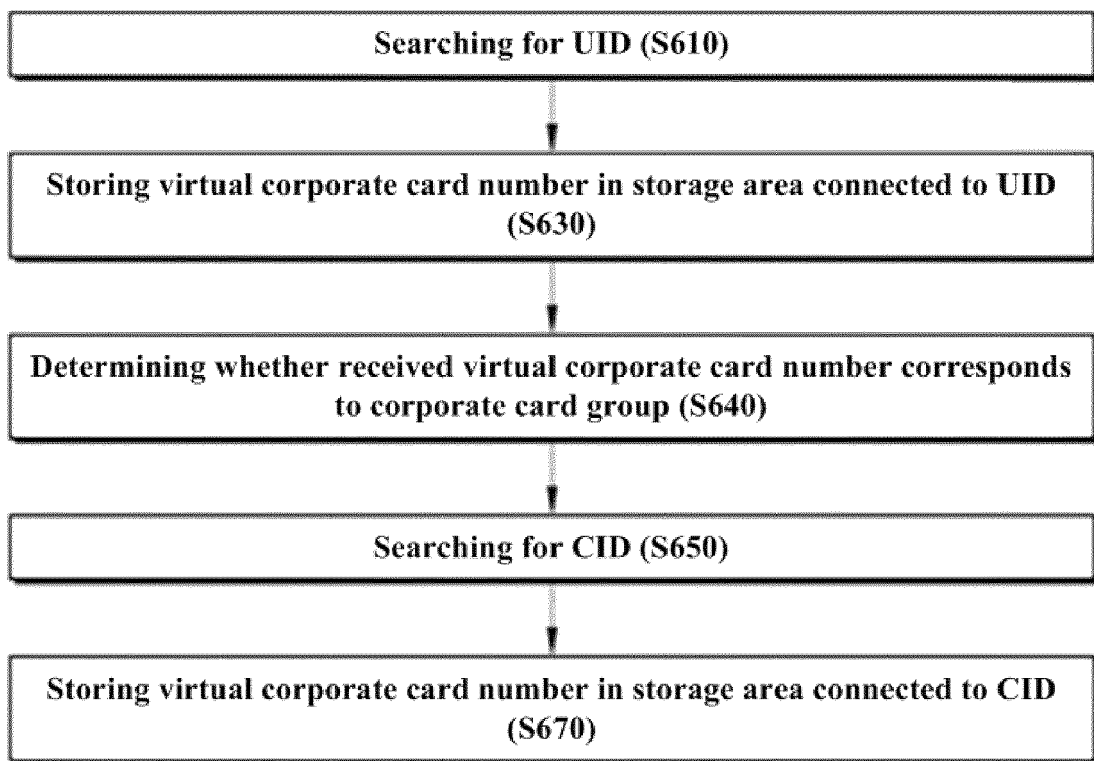 Searching for UID (S610)
Storing virtual corporate card number in storage area connected to UID
(S630)
Determining whether received virtual corporate card number corresponds
to corporate card group (S640)
Searching for CID (S650)
Storing virtual corporate card number in storage area connected to CID
(S670)